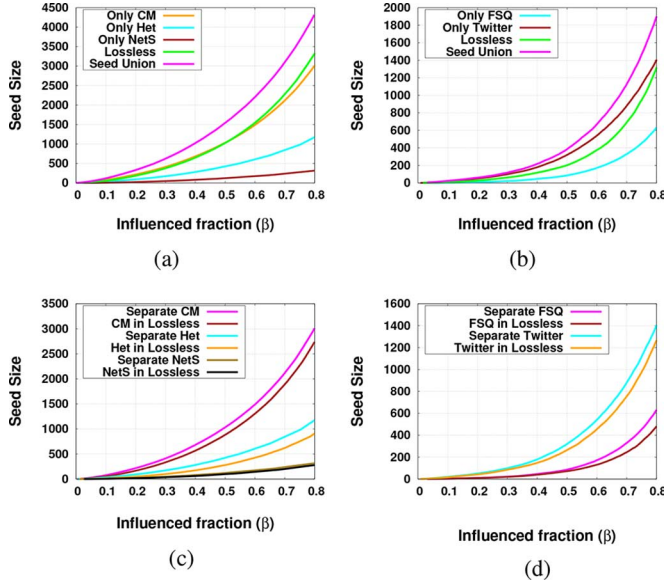 Only CM
Only Het
Only NetS
Lossless
Seed Union
Seed Size
4500
4000
3500
3000
2500
2000
1500
1000
500
0
0 0.1 0.2 0.3 0.4 0.5 0.6 0.7 0.8
Influenced fraction (β)
(a)
Only FSQ
Only Twitter
Lossless
Seed Union
Seed Size
2000
1800
1600
1400
1200
1000
800
600
400
200
0
0 0.1 0.2 0.3 0.4 0.5 0.6 0.7 0.8
Influenced fraction (β)
(b)
Separate CM
CM in Lossless
Separate Het
Het in Lossless
Separate NetS
NetS in Lossless
Seed Size
3500
3000
2500
2000
1500
1000
500
0
0 0.1 0.2 0.3 0.4 0.5 0.6 0.7 0.8
Influenced fraction (β)
(c)
Separate FSQ
FSQ in Lossless
Separate Twitter
Twitter in Lossless
Seed Size
1600
1400
1200
1000
800
600
400
200
0
0 0.1 0.2 0.3 0.4 0.5 0.6 0.7 0.8
Influenced fraction (β)
(d)